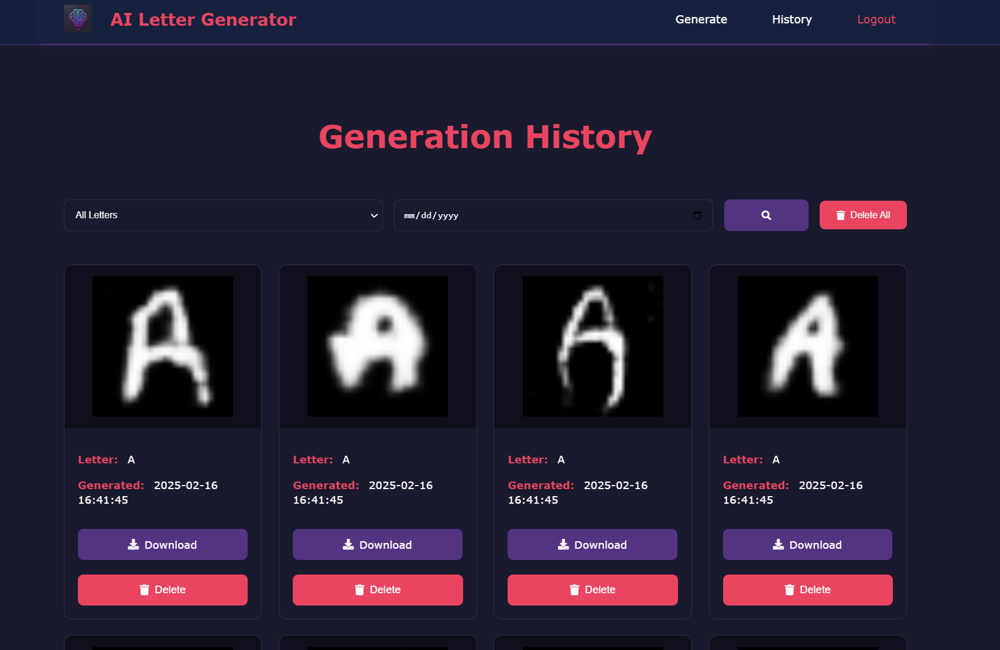 AI Letter Generator
Generate
History
Logout
Generation History
All Letters
mm/dd/yyyy
Delete All
A
A
A
A
Letter: A
Generated: 2025-02-16
16:41:45
Download
Delete
Letter: A
Generated: 2025-02-16
16:41:45
Download
Delete
Letter: A
Generated: 2025-02-16
16:41:45
Download
Delete
Letter: A
Generated: 2025-02-16
16:41:45
Download
Delete